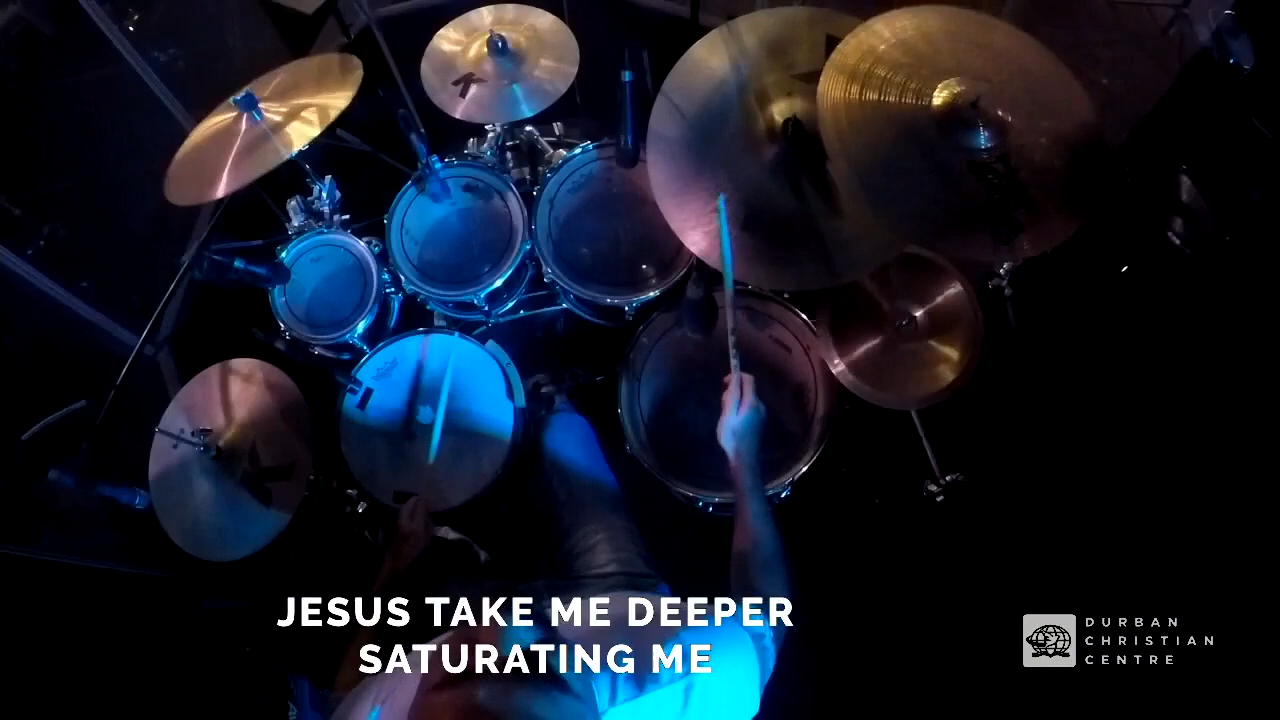 JESUS TAKE ME DEEPER
SATURATING ME
DURBAN
CHRISTIAN
CENTRE